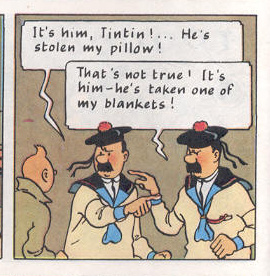 It's him, Tintin!... He's
stolen my pillow!
That's not true! It's
him-he's taken one of
my blankets!